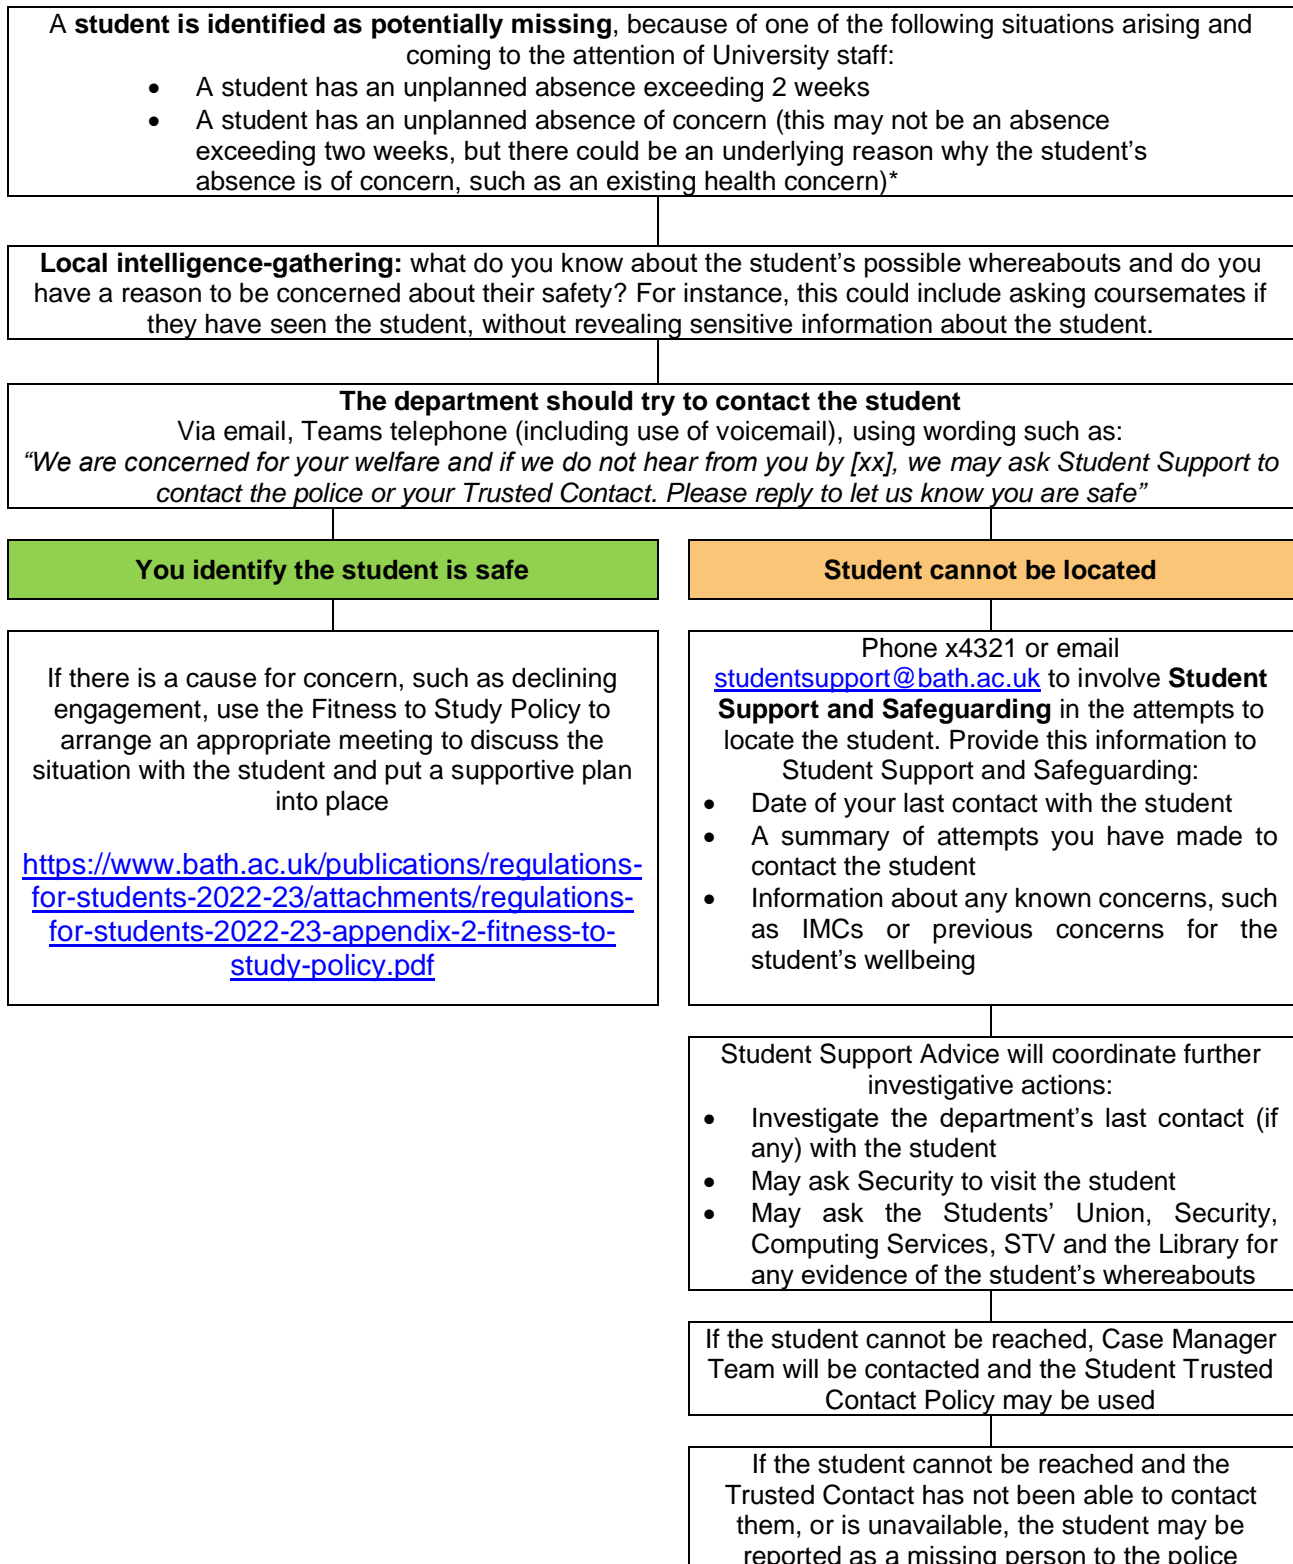 A student is identified as potentially missing, because of one of the following situations arising and
coming to the attention of University staff:
• A student has an unplanned absence exceeding 2 weeks
• A student has an unplanned absence of concern (this may not be an absence
exceeding two weeks, but there could be an underlying reason why the student’s
absence is of concern, such as an existing health concern)*
Local intelligence-gathering: what do you know about the student’s possible whereabouts and do you
have a reason to be concerned about their safety? For instance, this could include asking coursemates if
they have seen the student, without revealing sensitive information about the student.
The department should try to contact the student
Via email, Teams telephone (including use of voicemail), using wording such as:
“We are concerned for your welfare and if we do not hear from you by [xx], we may ask Student Support to
contact the police or your Trusted Contact. Please reply to let us know you are safe”
You identify the student is safe
If there is a cause for concern, such as declining
engagement, use the Fitness to Study Policy to
arrange an appropriate meeting to discuss the
situation with the student and put a supportive plan
into place
https://www.bath.ac.uk/publications/regulations-
for-students-2022-23/attachments/regulations-
for-students-2022-23-appendix-2-fitness-to-
study-policy.pdf
Student cannot be located
Phone x4321 or email
studentsupport@bath.ac.uk to involve Student
Support and Safeguarding in the attempts to
locate the student. Provide this information to
Student Support and Safeguarding:
• Date of your last contact with the student
• A summary of attempts you have made to
contact the student
• Information about any known concerns, such
as IMCs or previous concerns for the
student’s wellbeing
Student Support Advice will coordinate further
investigative actions:
• Investigate the department’s last contact (if
any) with the student
• May ask Security to visit the student
• May ask the Students’ Union, Security,
Computing Services, STV and the Library for
any evidence of the student’s whereabouts
If the student cannot be reached, Case Manager
Team will be contacted and the Student Trusted
Contact Policy may be used
If the student cannot be reached and the
Trusted Contact has not been able to contact
them, or is unavailable, the student may be
reported as a missing person to the police